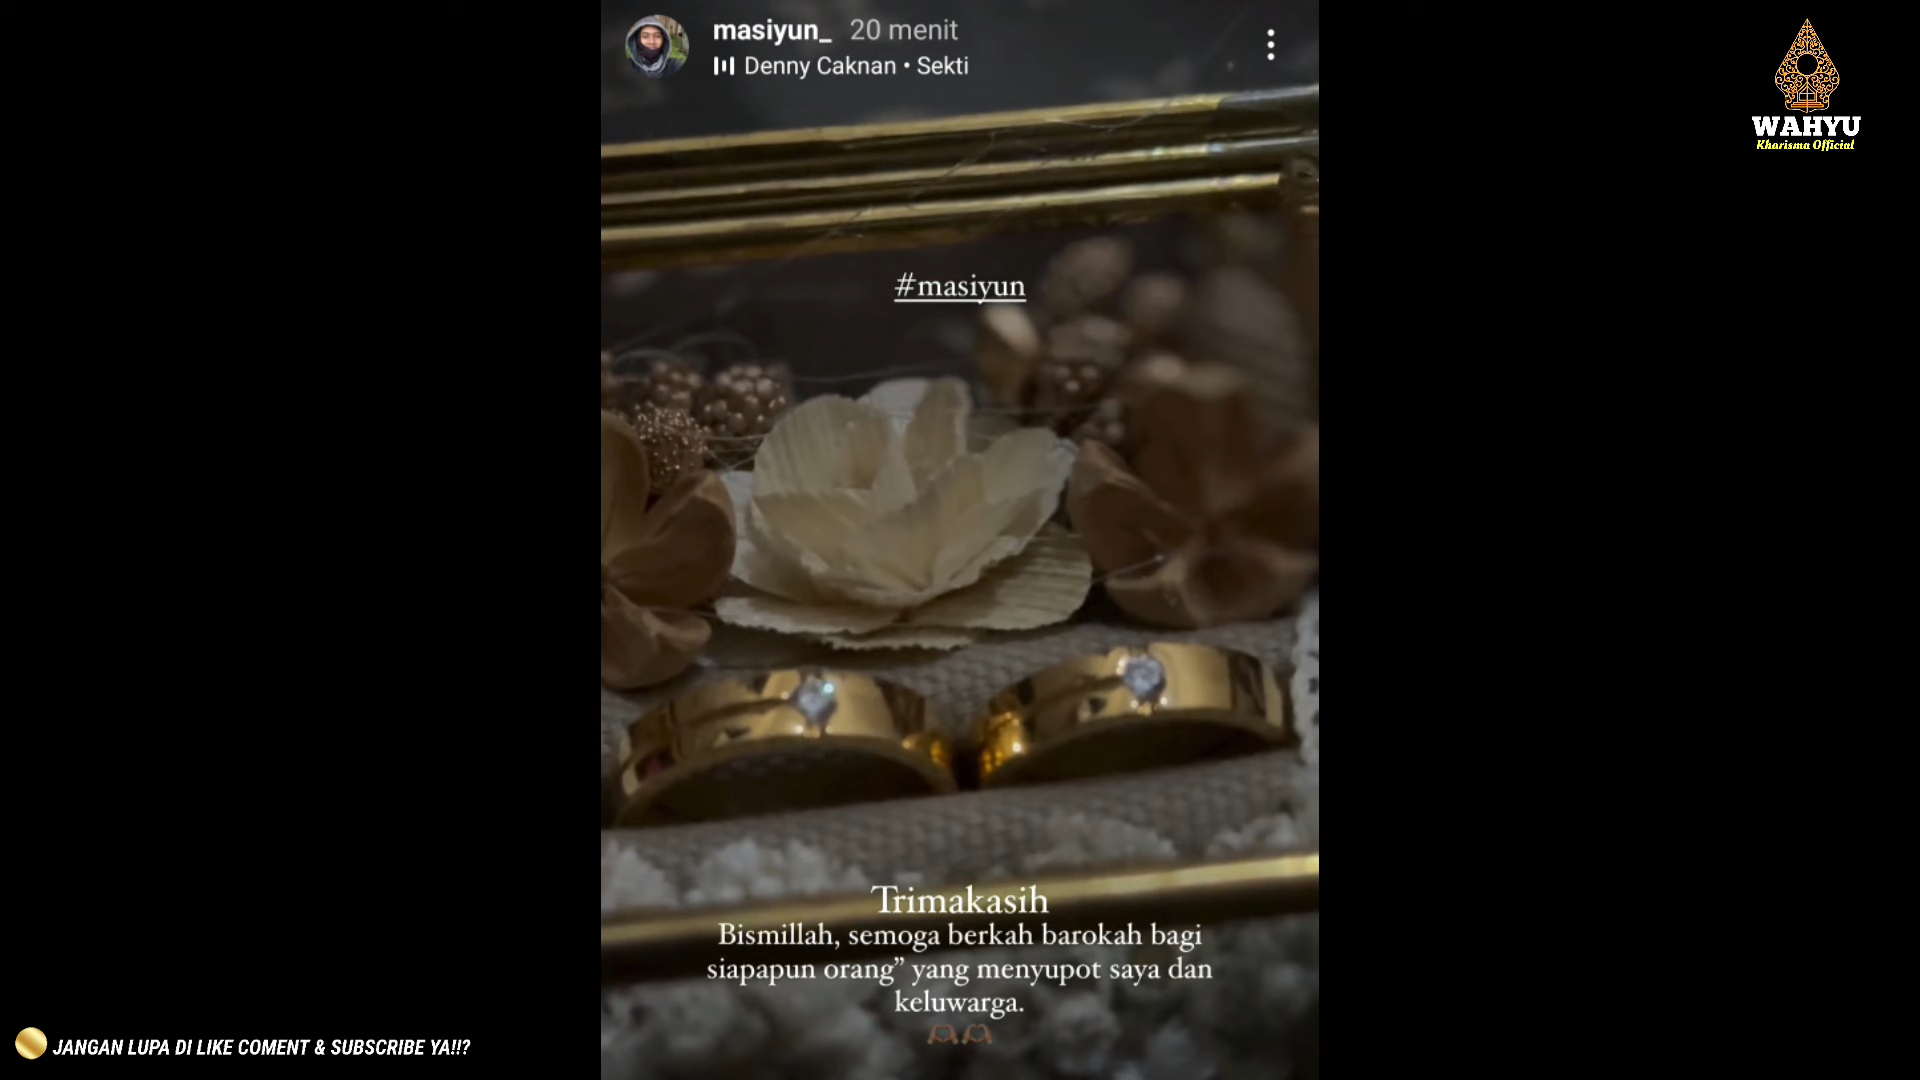 masiyun_ 20 menit
Denny Caknan • Sekti
WAHYU
Kharisma Official
#masiyun
Trimakasih
Bismillah, semoga berkah barokah bagi
siapapun orang” yang menyupot saya dan
keluwarga.
JANGAN LUPA DI LIKE COMENT & SUBSCRIBE YA!!?